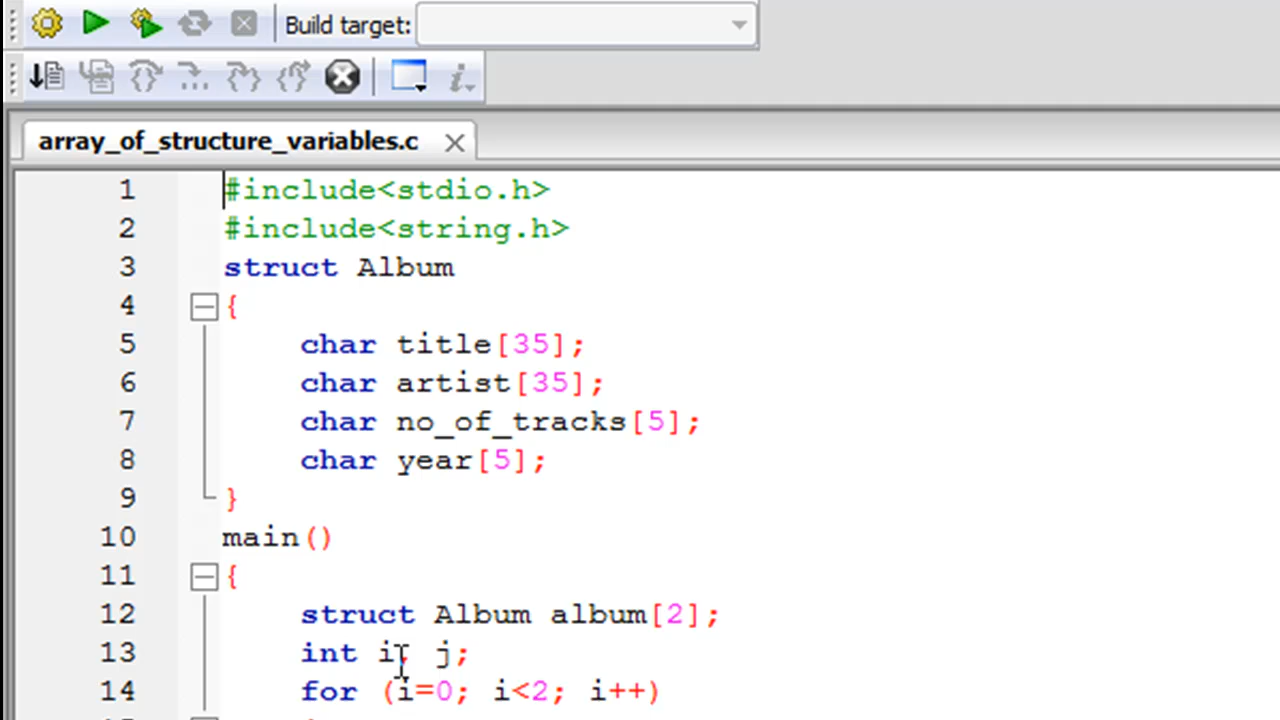 Build target:
array_of_structure_variables.c
1 #include<stdio.h>
2 #include<string.h>
3 struct Album
4 {
5 char title[35];
6 char artist[35];
7 char no_of_tracks[5];
8 char year[5];
9 }
10 main()
11 {
12 struct Album album[2];
13 int i, j;
14 for (i=0; i<2; i++)